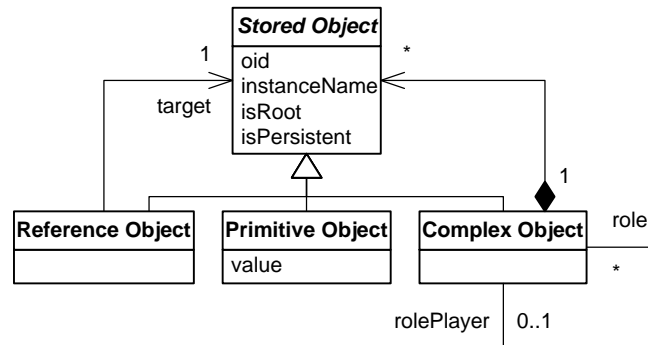 Stored Object
1
*
oid
instanceName
isRoot
isPersistent
target
1
Reference Object
Primitive Object
Complex Object
role
value
*
rolePlayer
0..1